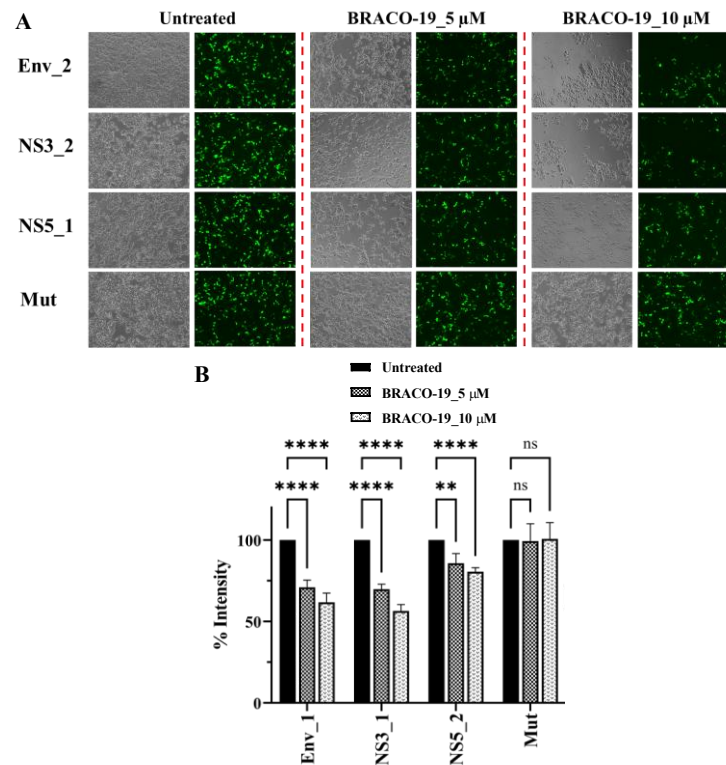 A
Untreated
BRACO-19_5 µM
BRACO-19_10 µM
Env_2
NS3_2
NS5_1
Mut
B
Untreated
BRACO-19_5 µM
BRACO-19_10 µM
**** **** **** ns
**** **** ** ns
% Intensity
100
50
0
Env_1
NS3_1
NS5_2
Mut